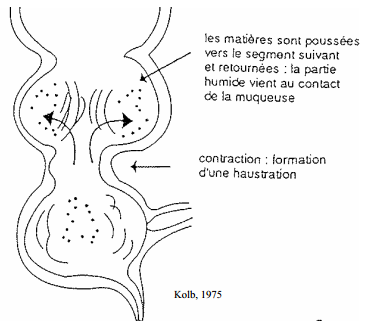 les matières sont poussées
vers le segment suivant
et retournées : la partie
humide vient au contact
de la muqueuse
contraction : formation
d'une haustration
Kolb, 1975